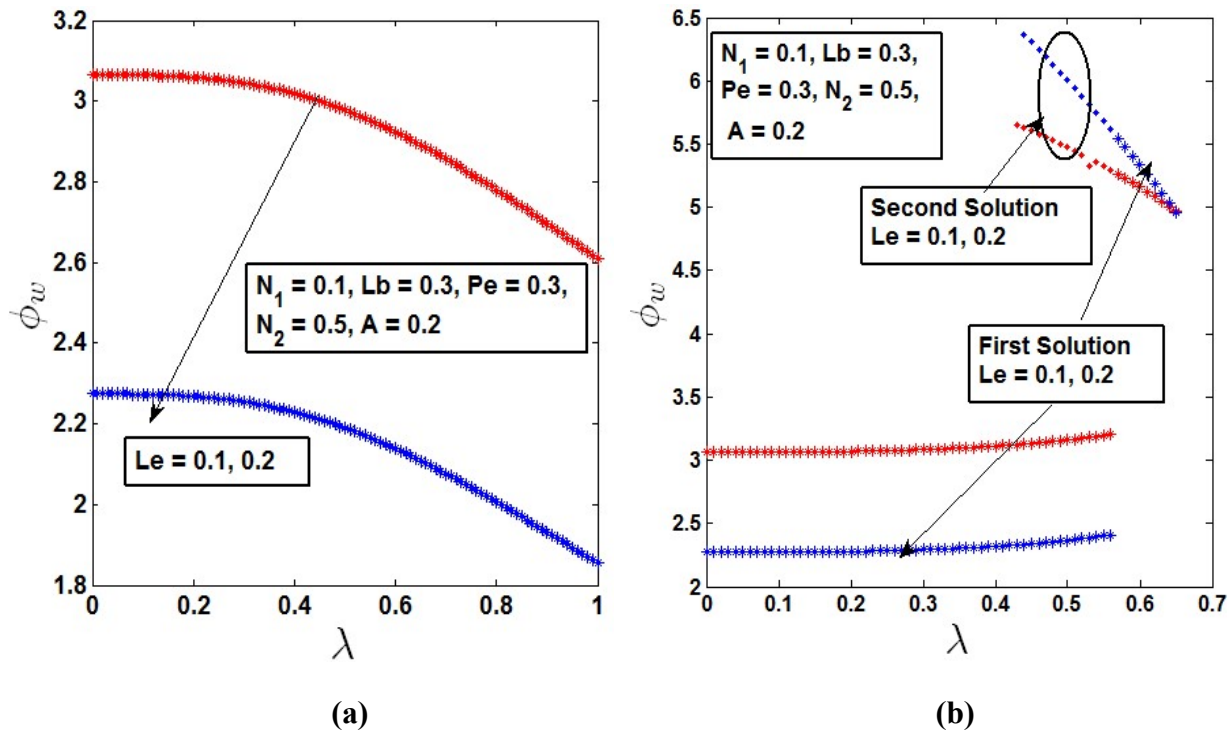 3.2
3
2.8
2.6
2.4
2.2
2
1.8
ϕw
N1 = 0.1, Lb = 0.3, Pe = 0.3,
N2 = 0.5, A = 0.2
Le = 0.1, 0.2
0 0.2 0.4 0.6 0.8 1
λ
(a)
6.5
6
5.5
5
4.5
4
3.5
3
2.5
2
ϕw
N1 = 0.1, Lb = 0.3,
Pe = 0.3, N2 = 0.5,
A = 0.2
Second Solution
Le = 0.1, 0.2
First Solution
Le = 0.1, 0.2
0 0.1 0.2 0.3 0.4 0.5 0.6 0.7
λ
(b)